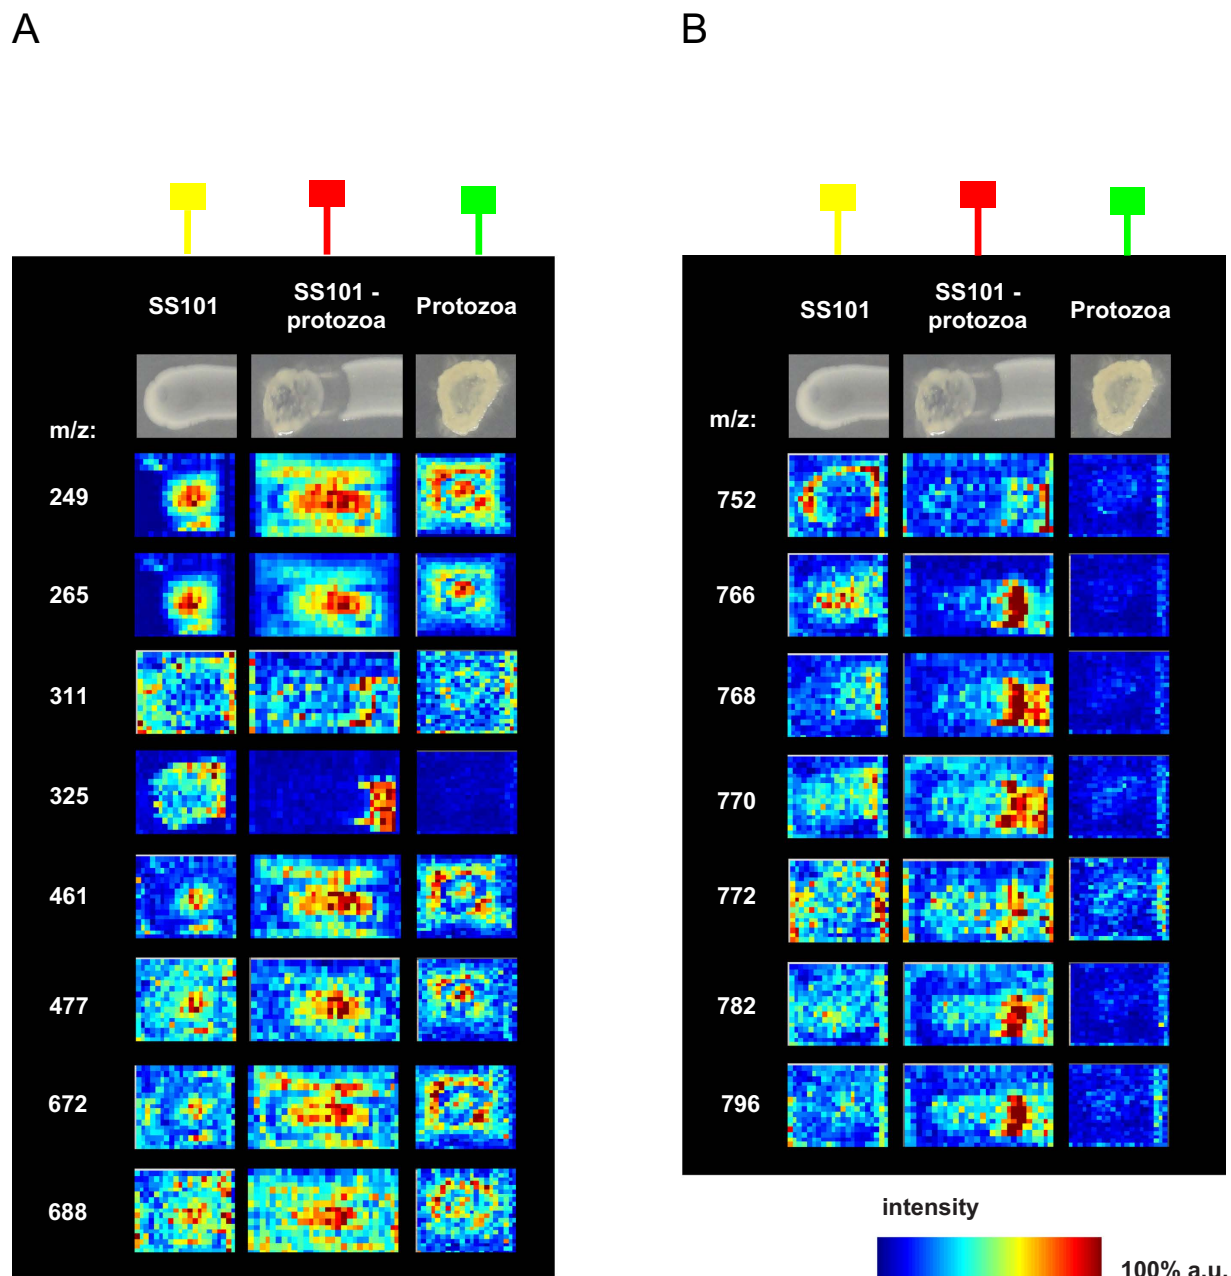 A
B
SS101
SS101 -
protozoa
Protozoa
m/z:
249
265
311
325
461
477
672
688
SS101
SS101 -
protozoa
Protozoa
m/z:
752
766
768
770
772
782
796
intensity
100% a.u.